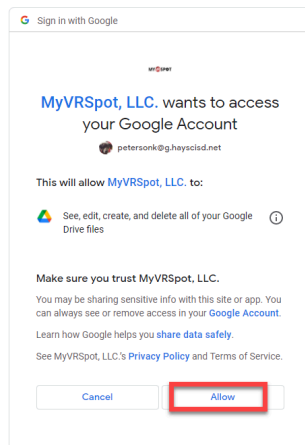 Sign in with Google
MYVRSPOT
MyVRSpot, LLC. wants to access
your Google Account
petersonk@g.hayscisd.net
This will allow MyVRSpot, LLC. to:
See, edit, create, and delete all of your Google
Drive files
Make sure you trust MyVRSpot, LLC.
You may be sharing sensitive info with this site or app. You
can always see or remove access in your Google Account.
Learn how Google helps you share data safely.
See MyVRSpot, LLC.'s Privacy Policy and Terms of Service.
Cancel
Allow